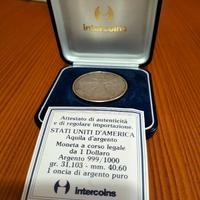 Intercoins
Attestato di autenticità
e di regolare importazione.
STATI UNITI D'AMERICA
Aquila d'argento
Moneta a corso legale
da 1 Dollaro
Argento 999/1000
gr. 31,103 - mm. 40,60
1 oncia di argento puro
Intercoins